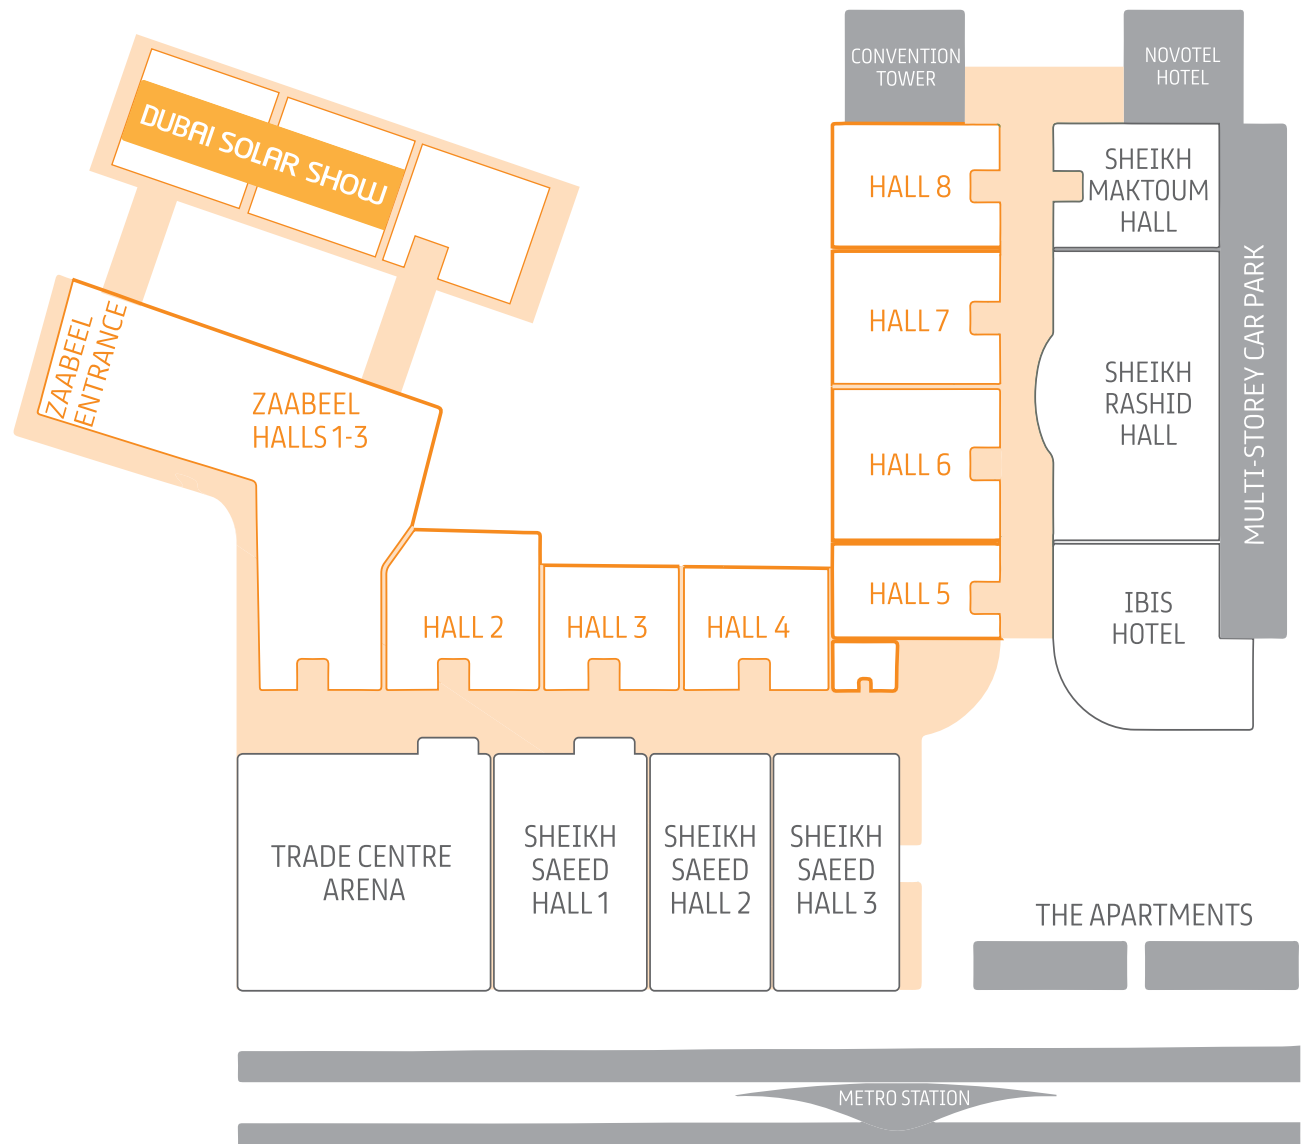 CONVENTION
TOWER
NOVOTEL
HOTEL
DUBAI SOLAR SHOW
HALL 8
SHEIKH
MAKTOUM
HALL
ZAABEEL
ENTRANCE
HALL 7
MULTI-STOREY CAR PARK
ZAABEEL
HALLS 1-3
SHEIKH
RASHID
HALL
HALL 6
HALL 5
IBIS
HOTEL
HALL 2
HALL 3
HALL 4
TRADE CENTRE
ARENA
SHEIKH
SAEED
HALL 1
SHEIKH
SAEED
HALL 2
SHEIKH
SAEED
HALL 3
THE APARTMENTS
METRO STATION